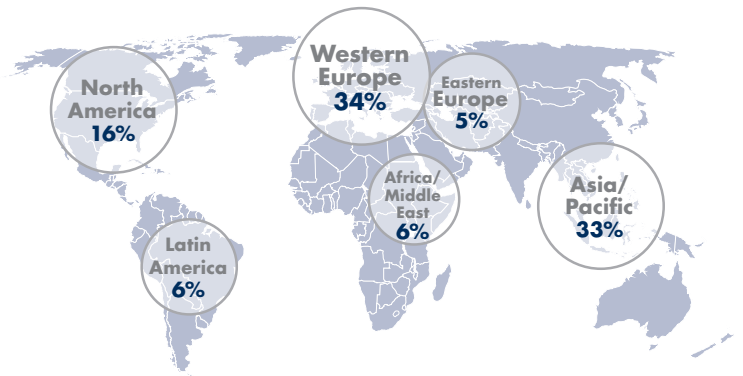 North
America
16%
Western
Europe
34%
Eastern
Europe
5%
Africa/
Middle
East
6%
Asia/
Pacific
33%
Latin
America
6%